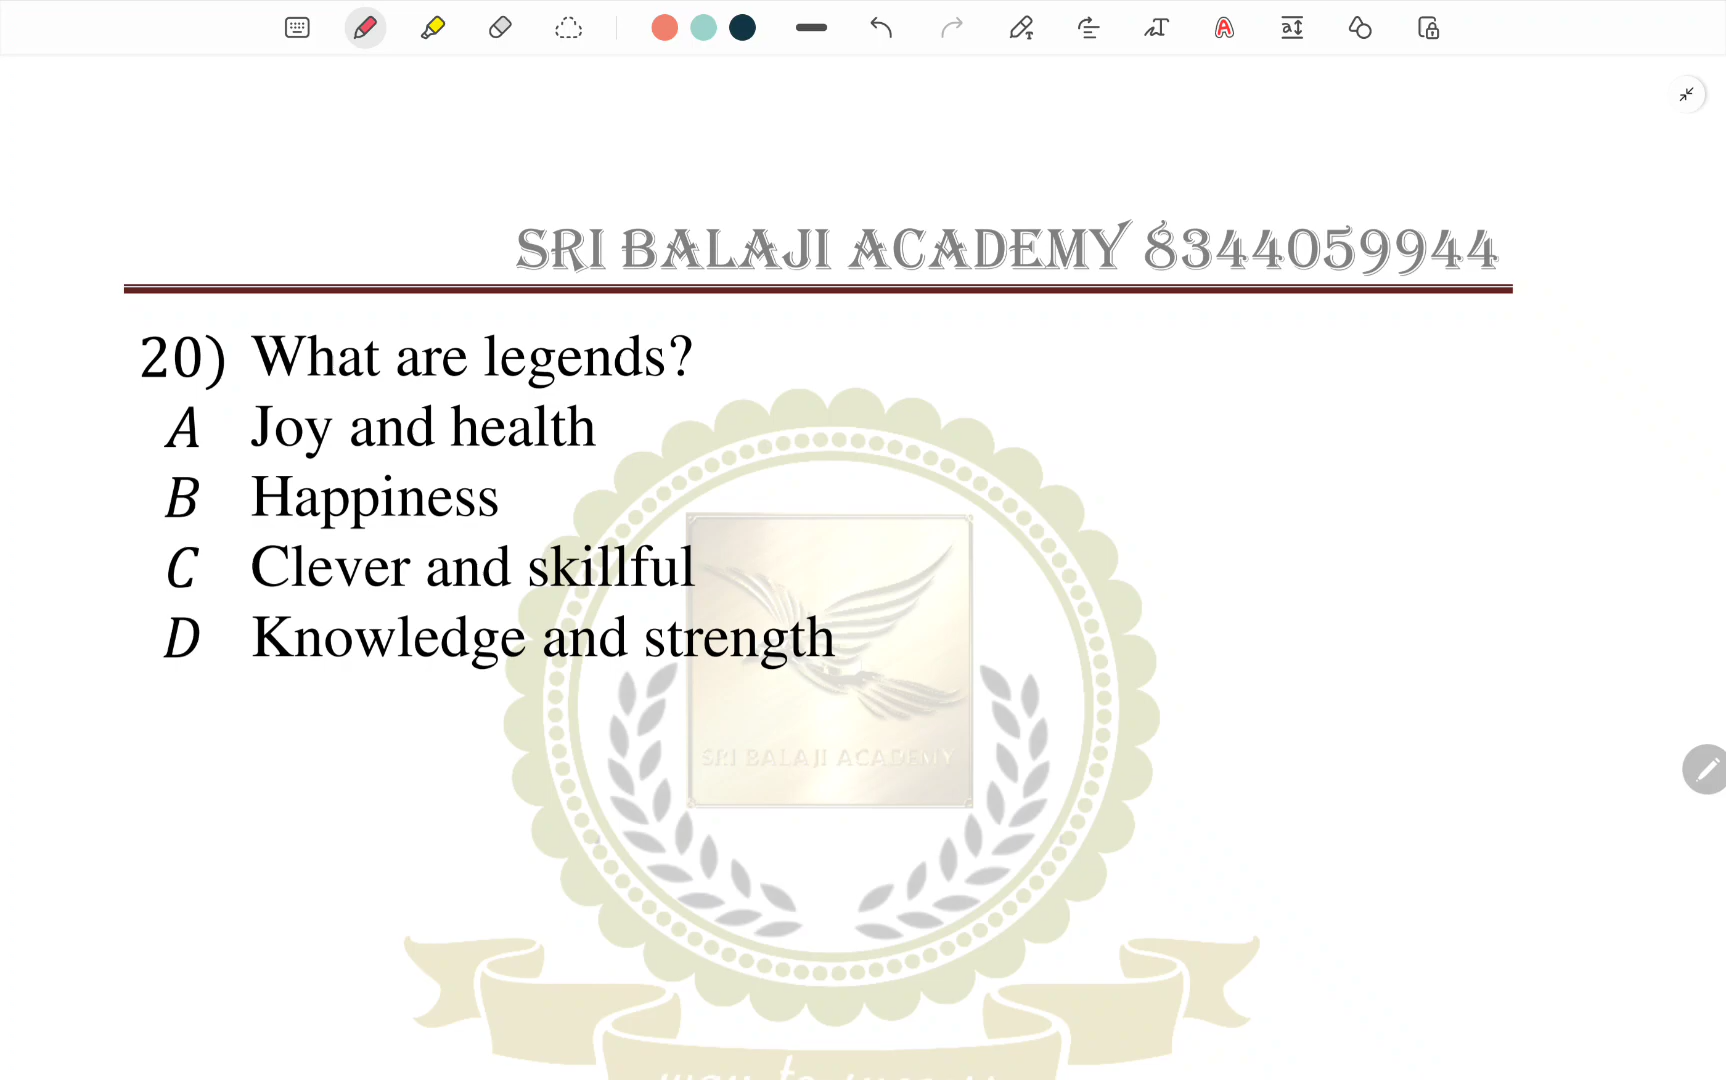 SRI BALAJI ACADEMY 8344059944
20) What are legends?
A Joy and health
B Happiness
C Clever and skillful
D Knowledge and strength
SRI BALAJI ACADEMY